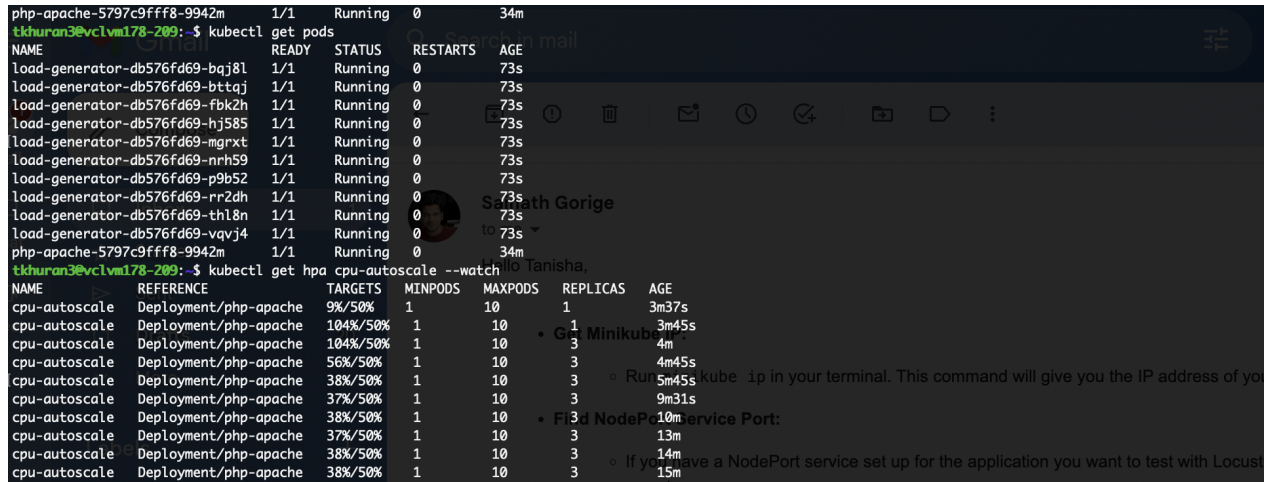 php-apache-5797c9fff8-9942m 1/1 Running 0 34m
tkhuran3@vclvm178-209:~$ kubectl get pods
NAME READY STATUS RESTARTS AGE
load-generator-db576fd69-bqj8l 1/1 Running 0 73s
load-generator-db576fd69-bttqj 1/1 Running 0 73s
load-generator-db576fd69-fbk2h 1/1 Running 0 73s
load-generator-db576fd69-hj585 1/1 Running 0 73s
load-generator-db576fd69-mgrxt 1/1 Running 0 73s
load-generator-db576fd69-nrh59 1/1 Running 0 73s
load-generator-db576fd69-p9b52 1/1 Running 0 73s
load-generator-db576fd69-rr2dh 1/1 Running 0 73s
load-generator-db576fd69-thl8n 1/1 Running 0 73s
load-generator-db576fd69-vqvj4 1/1 Running 0 73s
php-apache-5797c9fff8-9942m 1/1 Running 0 34m
tkhuran3@vclvm178-209:~$ kubectl get hpa cpu-autoscale --watch
NAME REFERENCE TARGETS MINPODS MAXPODS REPLICAS AGE
cpu-autoscale Deployment/php-apache 9%/50% 1 10 1 3m37s
cpu-autoscale Deployment/php-apache 104%/50% 1 10 1 3m45s
cpu-autoscale Deployment/php-apache 104%/50% 1 10 3 4m
cpu-autoscale Deployment/php-apache 56%/50% 1 10 3 4m45s
cpu-autoscale Deployment/php-apache 38%/50% 1 10 3 5m45s
cpu-autoscale Deployment/php-apache 37%/50% 1 10 3 9m31s
cpu-autoscale Deployment/php-apache 38%/50% 1 10 3 10m
cpu-autoscale Deployment/php-apache 37%/50% 1 10 3 13m
cpu-autoscale Deployment/php-apache 38%/50% 1 10 3 14m
cpu-autoscale Deployment/php-apache 38%/50% 1 10 3 15m
Gmail
Search in mail
Compose
Gorige
to
Hello Tanisha,
Get Minikube IP:
Run ip in your terminal. This command will give you the IP address of
Service Port:
If you have a NodePort service set up for the application you want to test with Locust
Labels